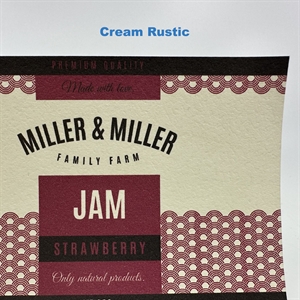 Cream Rustic
PREMIUM QUALITY
Made with love.
MILLER & MILLER
FAMILY FARM
JAM
STRAWBERRY
Only natural products.